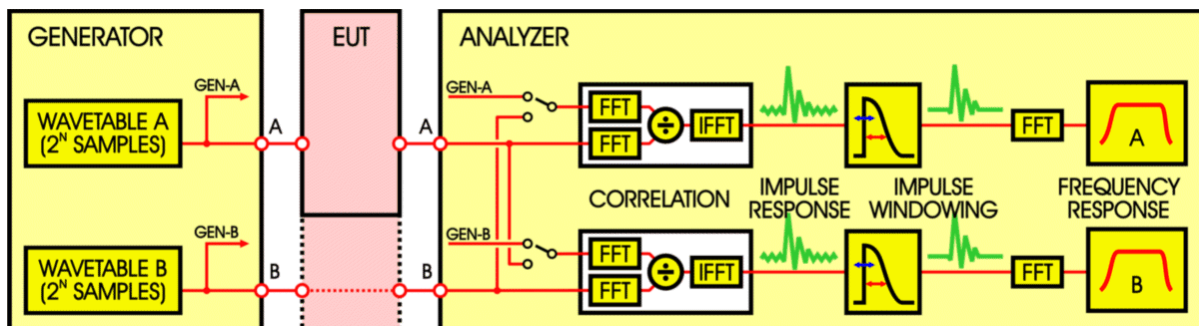 GENERATOR
EUT
ANALYZER
GEN-A
GEN-A
WAVETABLE A
(2ᴺ SAMPLES)
A
A
FFT
FFT
÷
IFFT
FFT
A
CORRELATION
IMPULSE
RESPONSE
IMPULSE
WINDOWING
FREQUENCY
RESPONSE
GEN-B
GEN-B
WAVETABLE B
(2ᴺ SAMPLES)
B
B
FFT
FFT
÷
IFFT
FFT
B